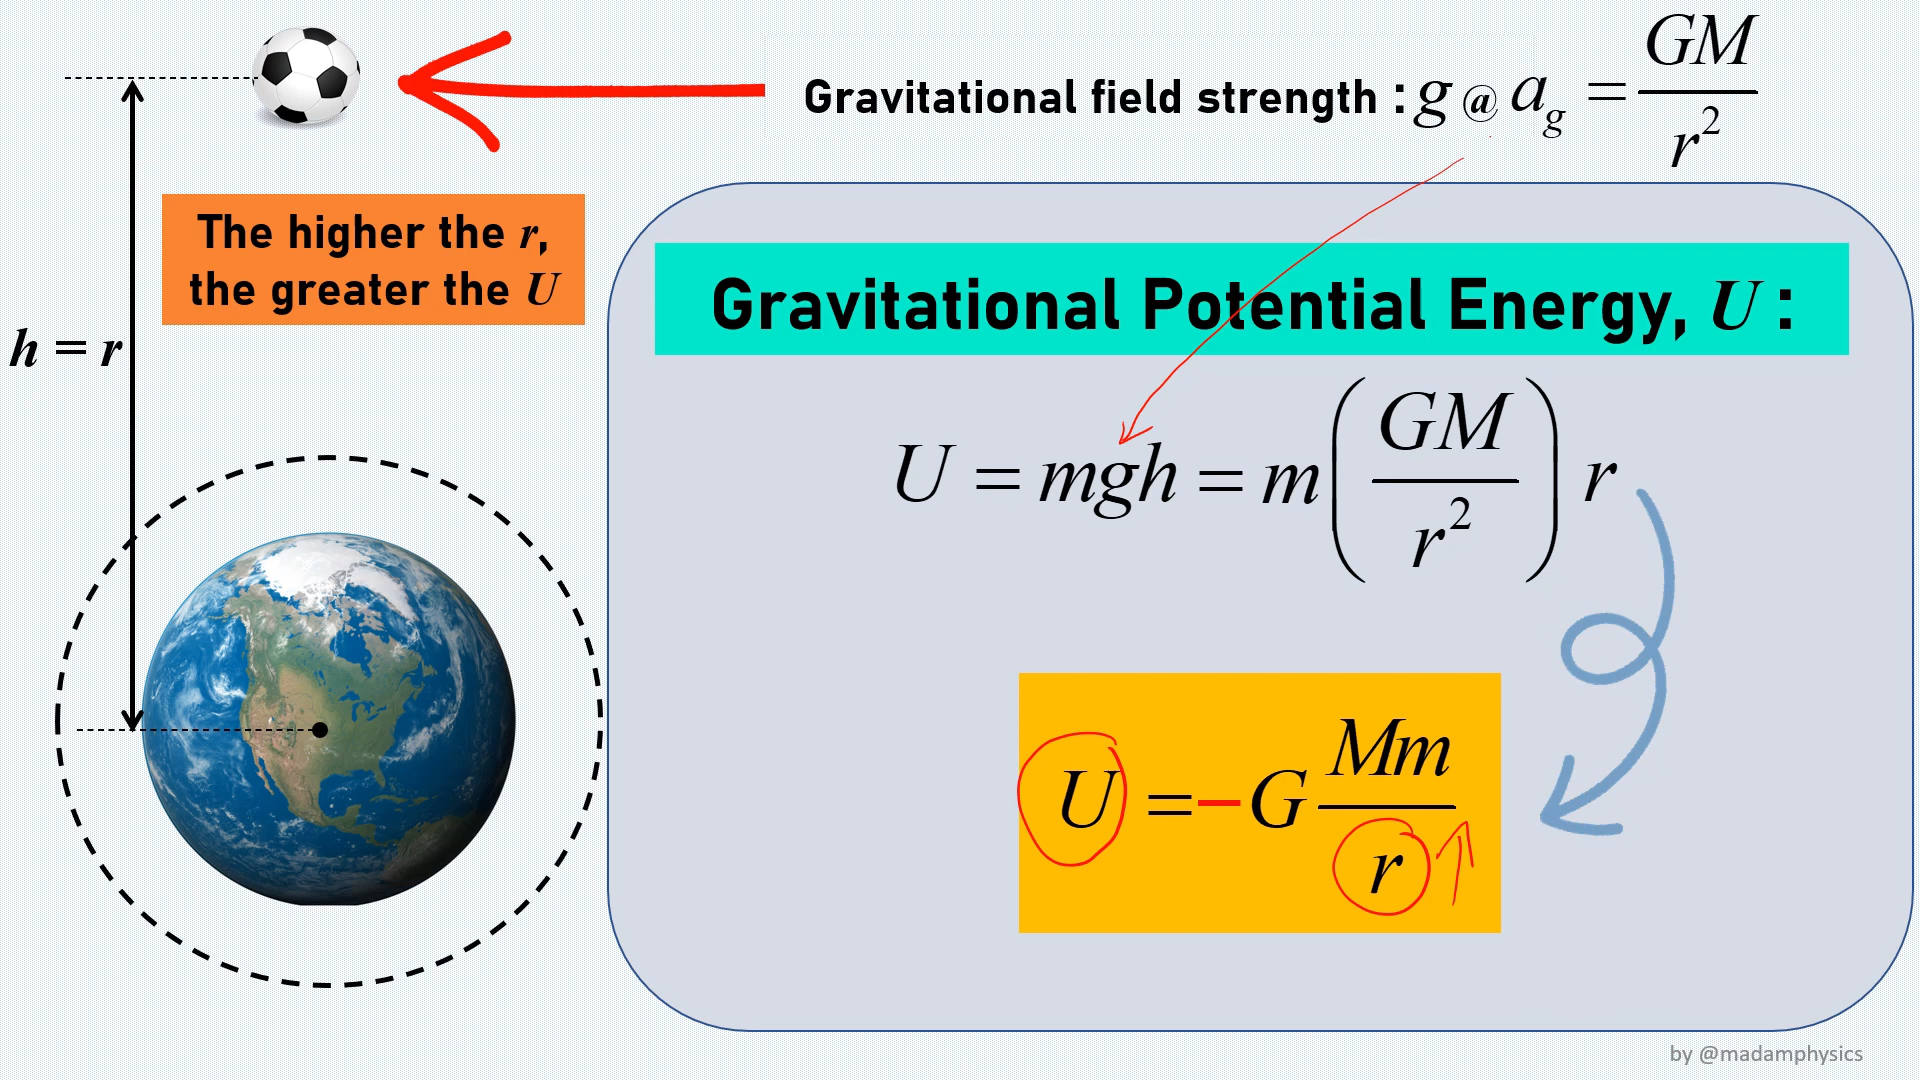 Gravitational field strength : g @ a_g = GM / r²
The higher the r,
the greater the U
h = r
Gravitational Potential Energy, U :
U = mgh = m(GM / r²) r
U = −G Mm / r
by @madamphysics